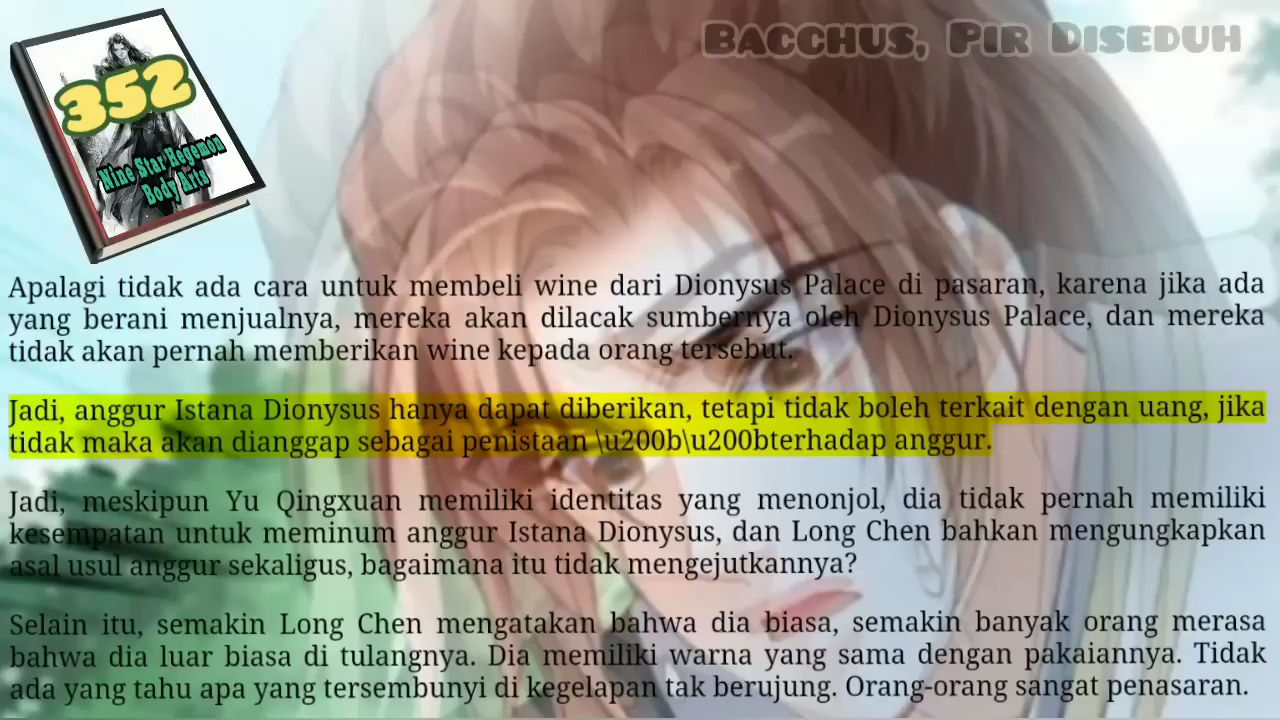 Bacchus, Pir Diseduh
352
Nine Star Hegemon
Body Arts
Apalagi tidak ada cara untuk membeli wine dari Dionysus Palace di pasaran, karena jika ada
yang berani menjualnya, mereka akan dilacak sumbernya oleh Dionysus Palace, dan mereka
tidak akan pernah memberikan wine kepada orang tersebut.
Jadi, anggur Istana Dionysus hanya dapat diberikan, tetapi tidak boleh terkait dengan uang, jika
tidak maka akan dianggap sebagai penistaan \u200b\u200bterhadap anggur.
Jadi, meskipun Yu Qingxuan memiliki identitas yang menonjol, dia tidak pernah memiliki
kesempatan untuk meminum anggur Istana Dionysus, dan Long Chen bahkan mengungkapkan
asal usul anggur sekaligus, bagaimana itu tidak mengejutkannya?
Selain itu, semakin Long Chen mengatakan bahwa dia biasa, semakin banyak orang merasa
bahwa dia luar biasa di tulangnya. Dia memiliki warna yang sama dengan pakaiannya. Tidak
ada yang tahu apa yang tersembunyi di kegelapan tak berujung. Orang-orang sangat penasaran.